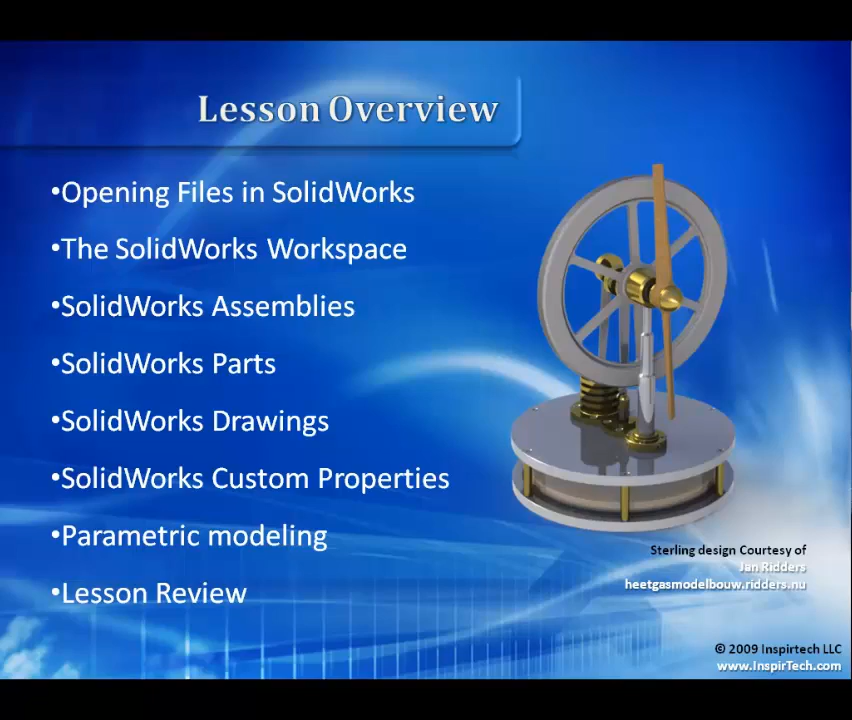 Lesson Overview
•Opening Files in SolidWorks
•The SolidWorks Workspace
•SolidWorks Assemblies
•SolidWorks Parts
•SolidWorks Drawings
•SolidWorks Custom Properties
•Parametric modeling
•Lesson Review
Sterling design Courtesy of
Jan Ridders
heetgasmodelbouw.ridders.nu
© 2009 Inspirtech LLC
www.InspirTech.com